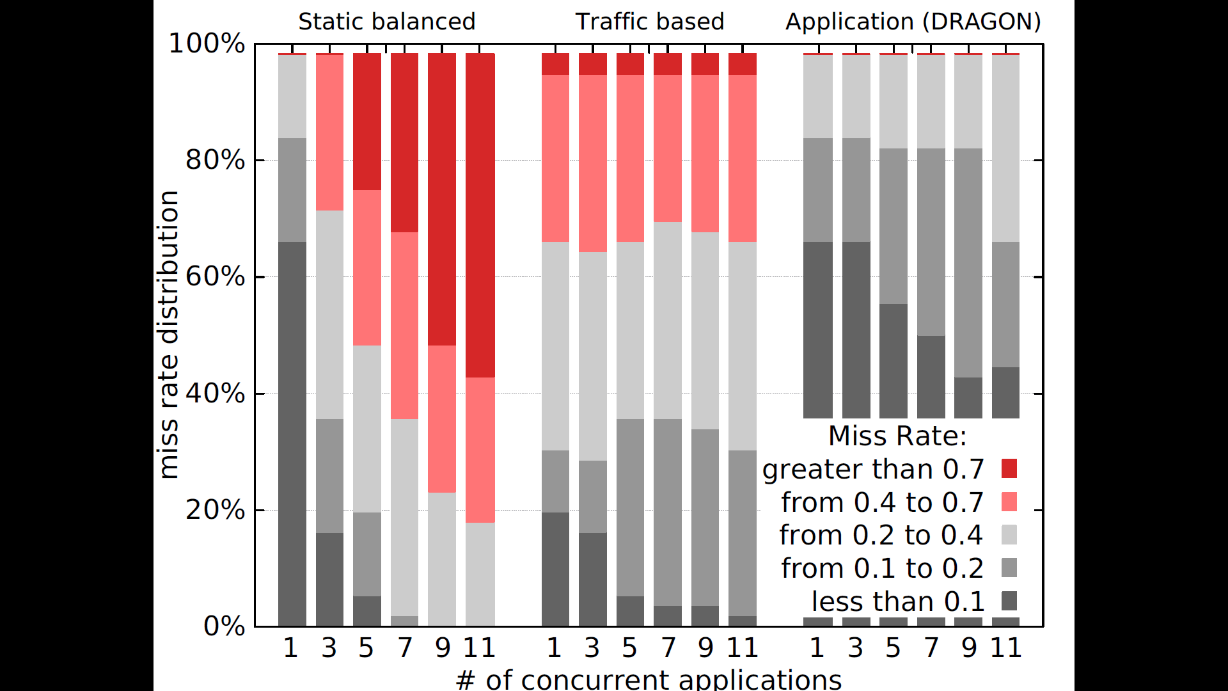 Static balanced Traffic based Application (DRAGON)
100%
80%
60%
40%
20%
0%
miss rate distribution
Miss Rate:
greater than 0.7
from 0.4 to 0.7
from 0.2 to 0.4
from 0.1 to 0.2
less than 0.1
1 3 5 7 9 11 1 3 5 7 9 11 1 3 5 7 9 11
# of concurrent applications